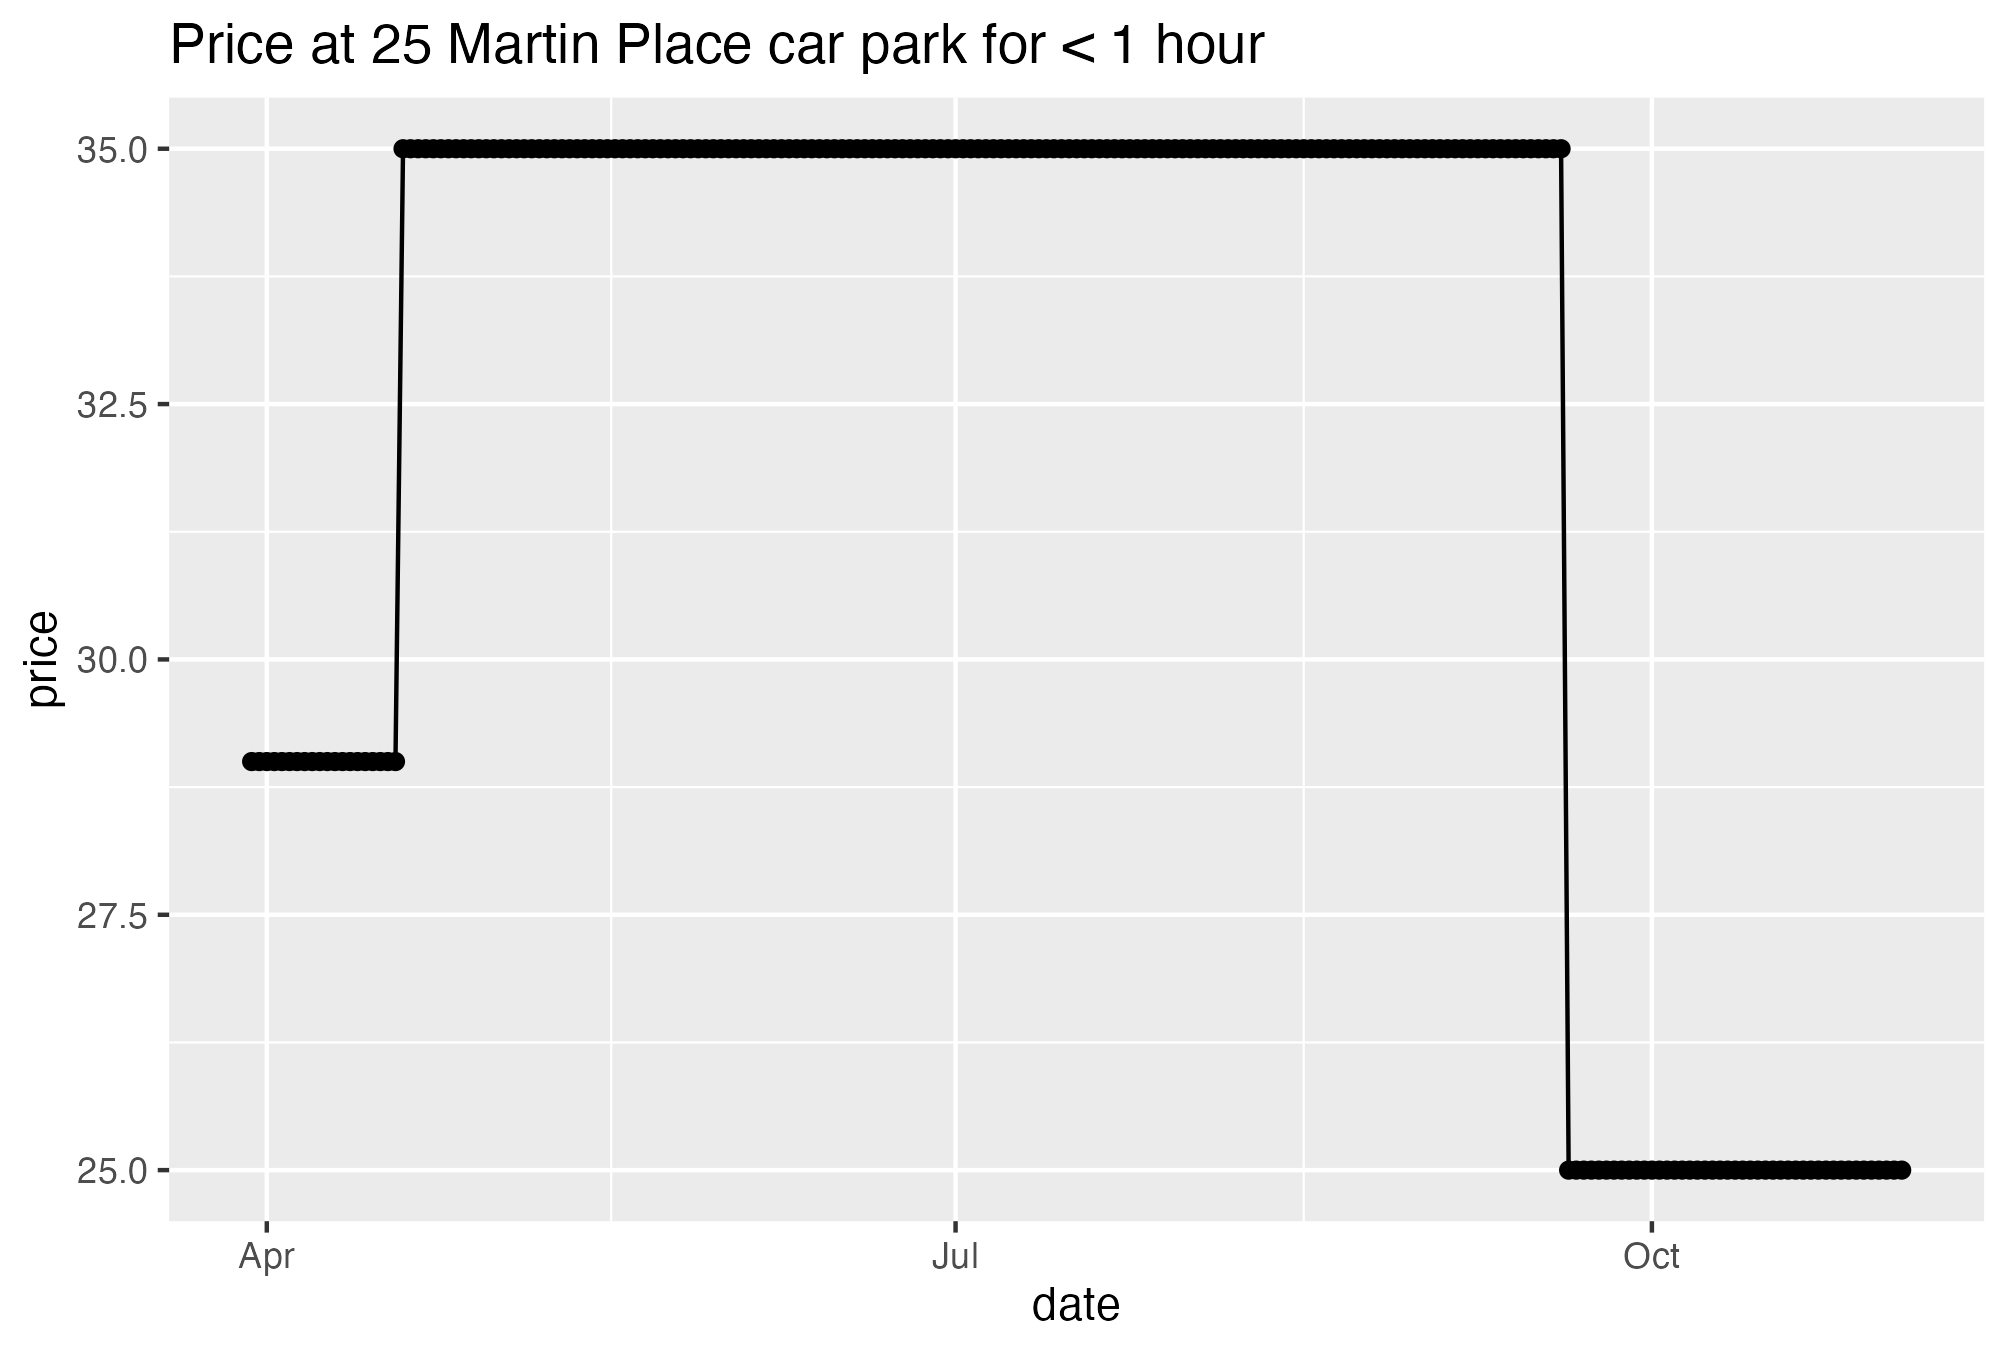 Price at 25 Martin Place car park for < 1 hour
35.0
32.5
30.0
27.5
25.0
price
Apr
Jul
Oct
date